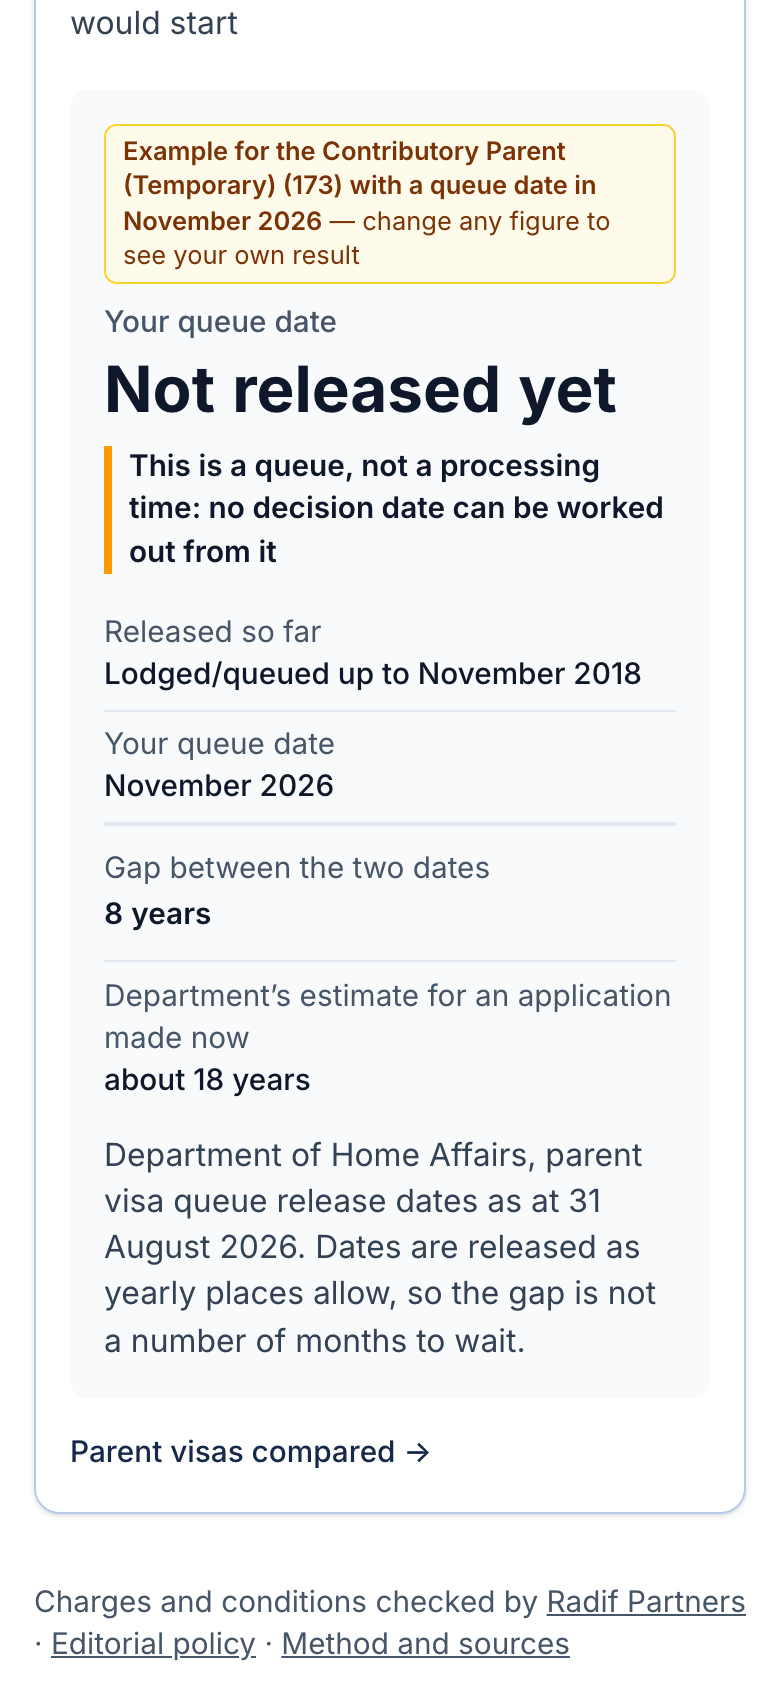 would start
Example for the Contributory Parent
(Temporary) (173) with a queue date in
November 2026 — change any figure to
see your own result
Your queue date
Not released yet
This is a queue, not a processing
time: no decision date can be worked
out from it
Released so far
Lodged/queued up to November 2018
Your queue date
November 2026
Gap between the two dates
8 years
Department’s estimate for an application
made now
about 18 years
Department of Home Affairs, parent
visa queue release dates as at 31
August 2026. Dates are released as
yearly places allow, so the gap is not
a number of months to wait.
Parent visas compared →
Charges and conditions checked by Radif Partners
· Editorial policy · Method and sources